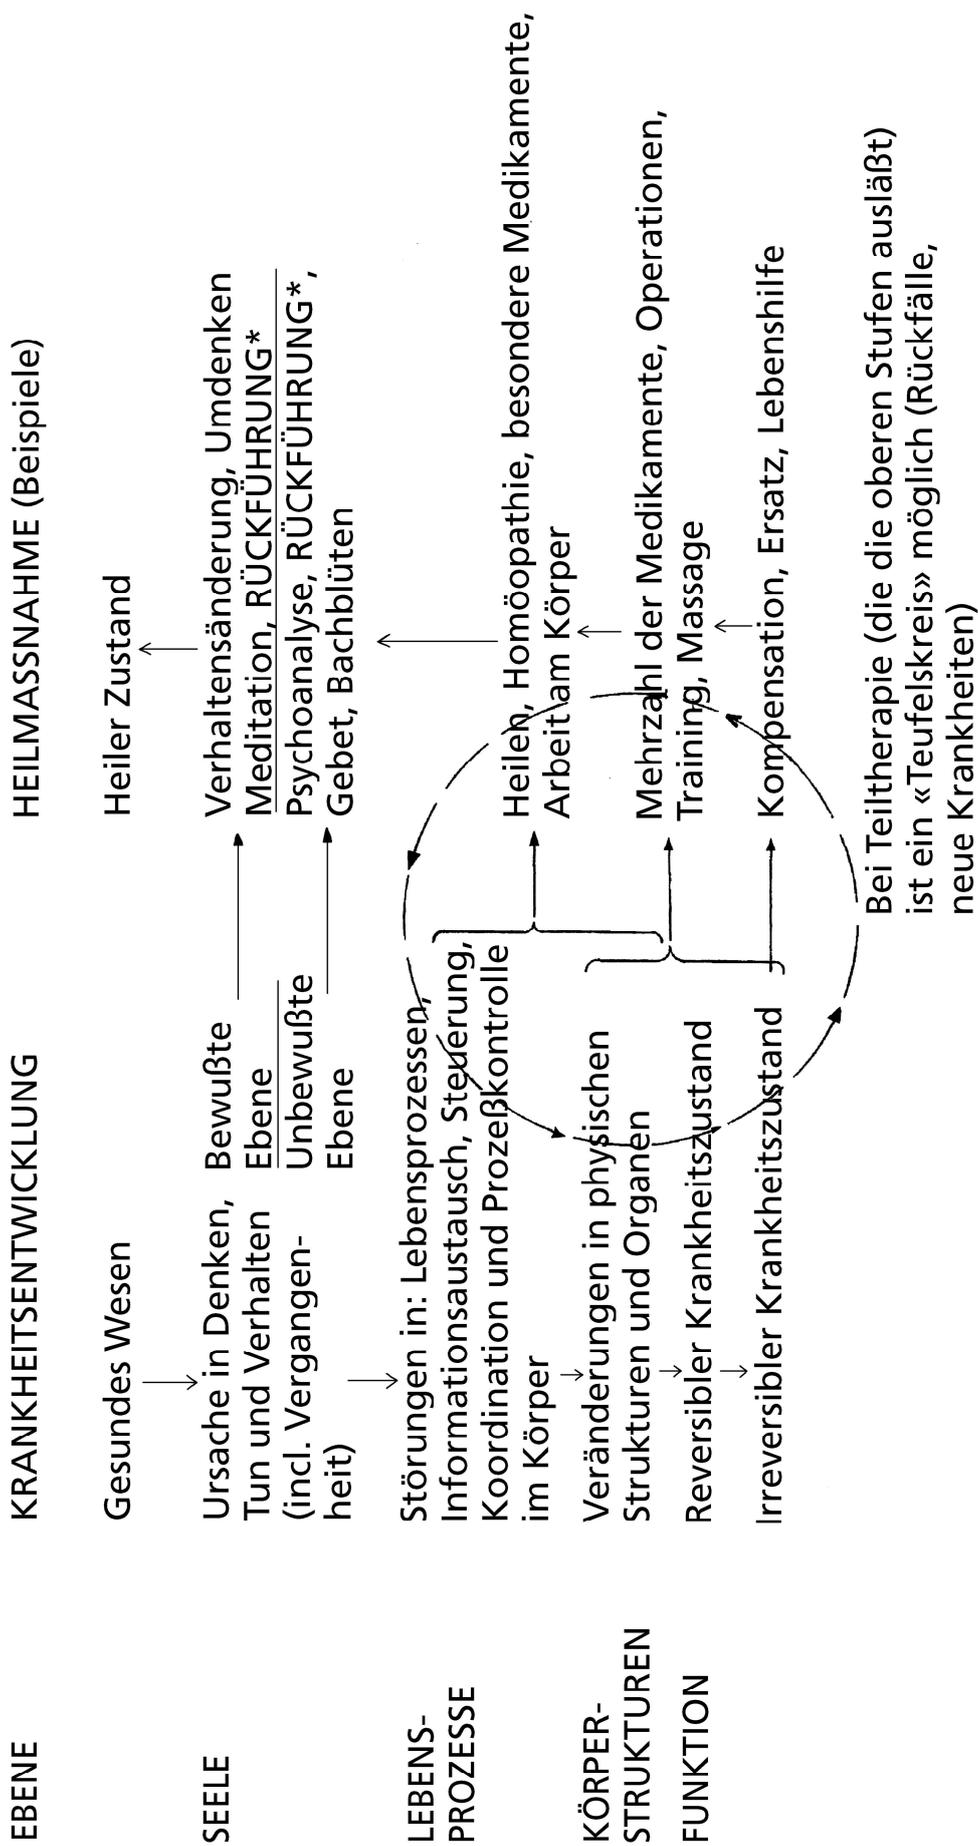 EBENE
KRANKHEITSENTWICKLUNG
HEILMASSNAHME (Beispiele)
Gesundes Wesen
Heiler Zustand
SEELE
Ursache in Denken,
Tun und Verhalten
(incl. Vergangen-
heit)
Bewußte
Ebene
Unbewußte
Ebene
Verhaltensänderung, Umdenken
Meditation, RÜCKFÜHRUNG*
Psychoanalyse, RÜCKFÜHRUNG*,
Gebet, Bachblüten
LEBENS-
PROZESSE
Störungen in: Lebensprozessen,
Informationsaustausch, Steuerung,
Koordination und Prozeßkontrolle
im Körper
Heilen, Homöopathie, besondere Medikamente,
Arbeit am Körper
KÖRPER-
STRUKTUREN
Veränderungen in physischen
Strukturen und Organen
Mehrzahl der Medikamente, Operationen,
Training, Massage
FUNKTION
Reversibler Krankheitszustand
Irreversibler Krankheitszustand
Kompensation, Ersatz, Lebenshilfe
Bei Teiltherapie (die die oberen Stufen ausläßt)
ist ein «Teufelskreis» möglich (Rückfälle,
neue Krankheiten)